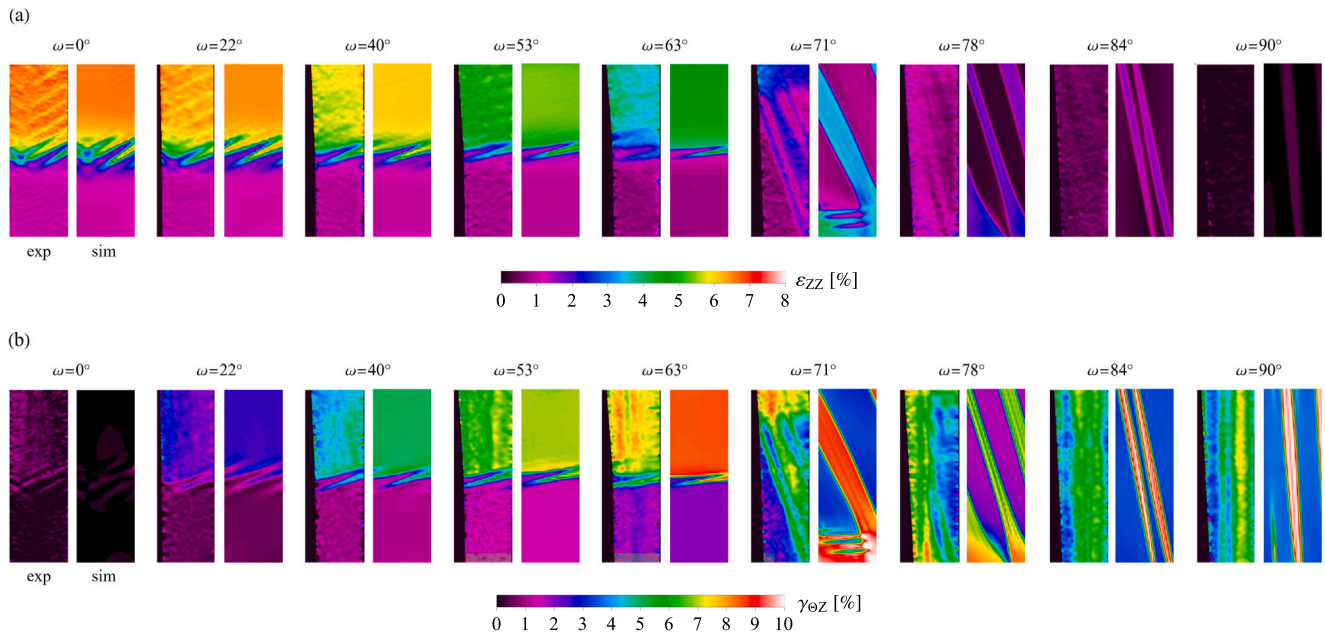 (a)
ω=0° ω=22° ω=40° ω=53° ω=63° ω=71° ω=78° ω=84° ω=90°
exp sim
εZZ [%]
0 1 2 3 4 5 6 7 8
(b)
ω=0° ω=22° ω=40° ω=53° ω=63° ω=71° ω=78° ω=84° ω=90°
exp sim
γΘZ [%]
0 1 2 3 4 5 6 7 8 9 10